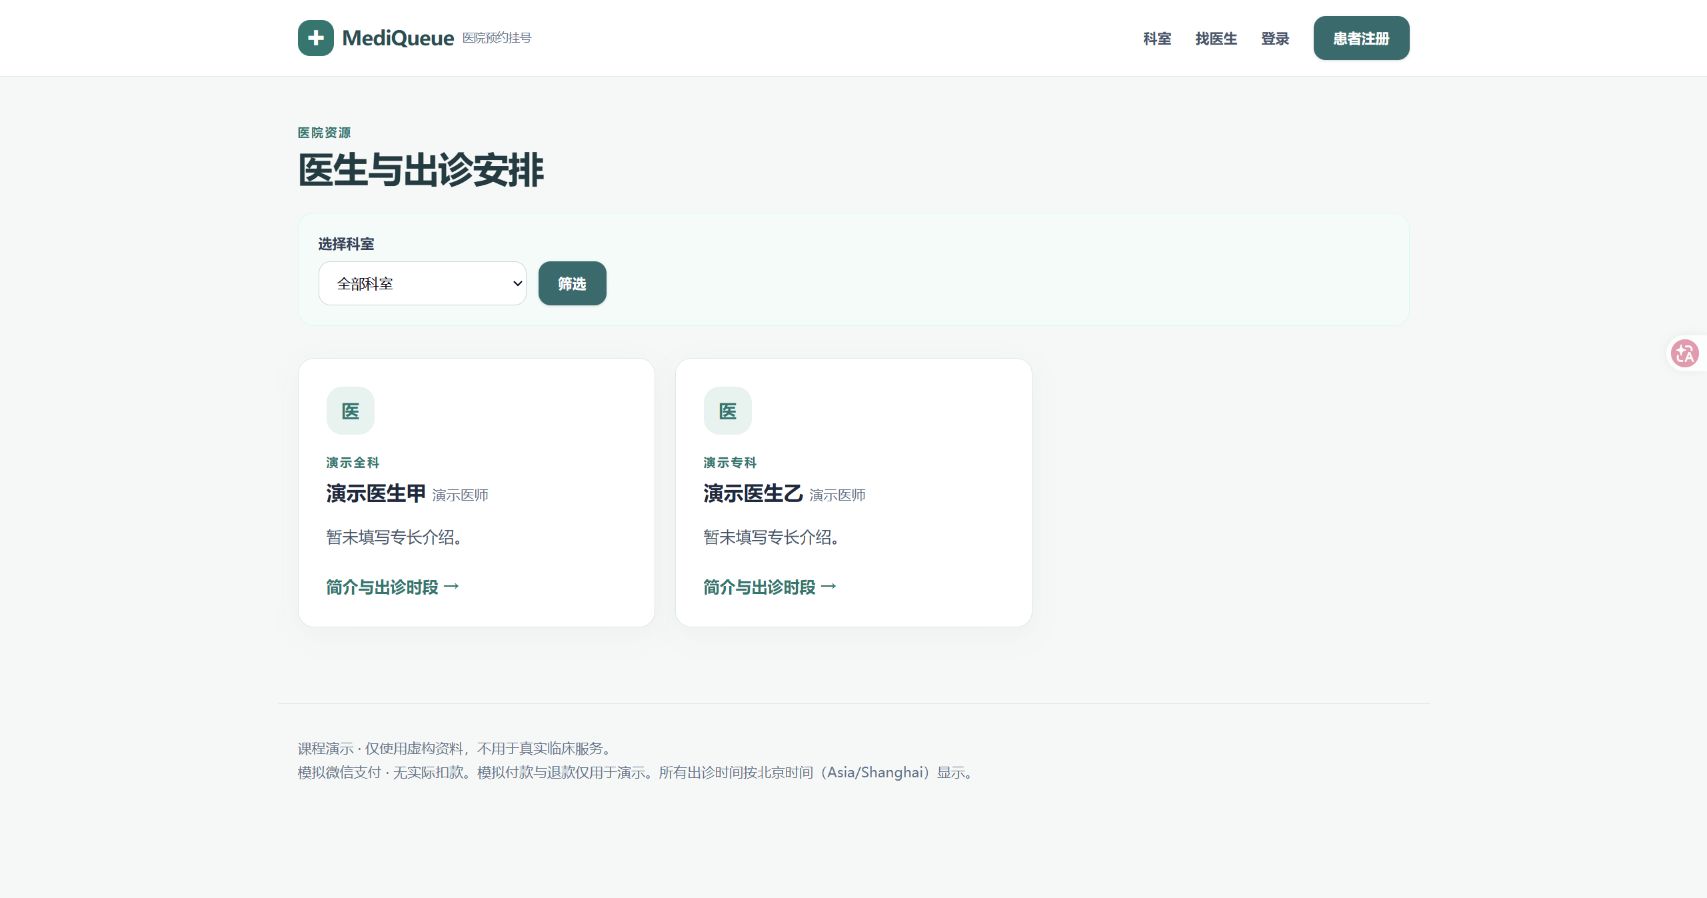 MediQueue 医院预约挂号
科室 找医生 登录 患者注册
医院资源
医生与出诊安排
选择科室
全部科室
筛选
医
演示全科
演示医生甲 演示医师
暂未填写专长介绍。
简介与出诊时段 →
医
演示专科
演示医生乙 演示医师
暂未填写专长介绍。
简介与出诊时段 →
课程演示 · 仅使用虚构资料，不用于真实临床服务。
模拟微信支付 · 无实际扣款。模拟付款与退款仅用于演示。所有出诊时间按北京时间（Asia/Shanghai）显示。